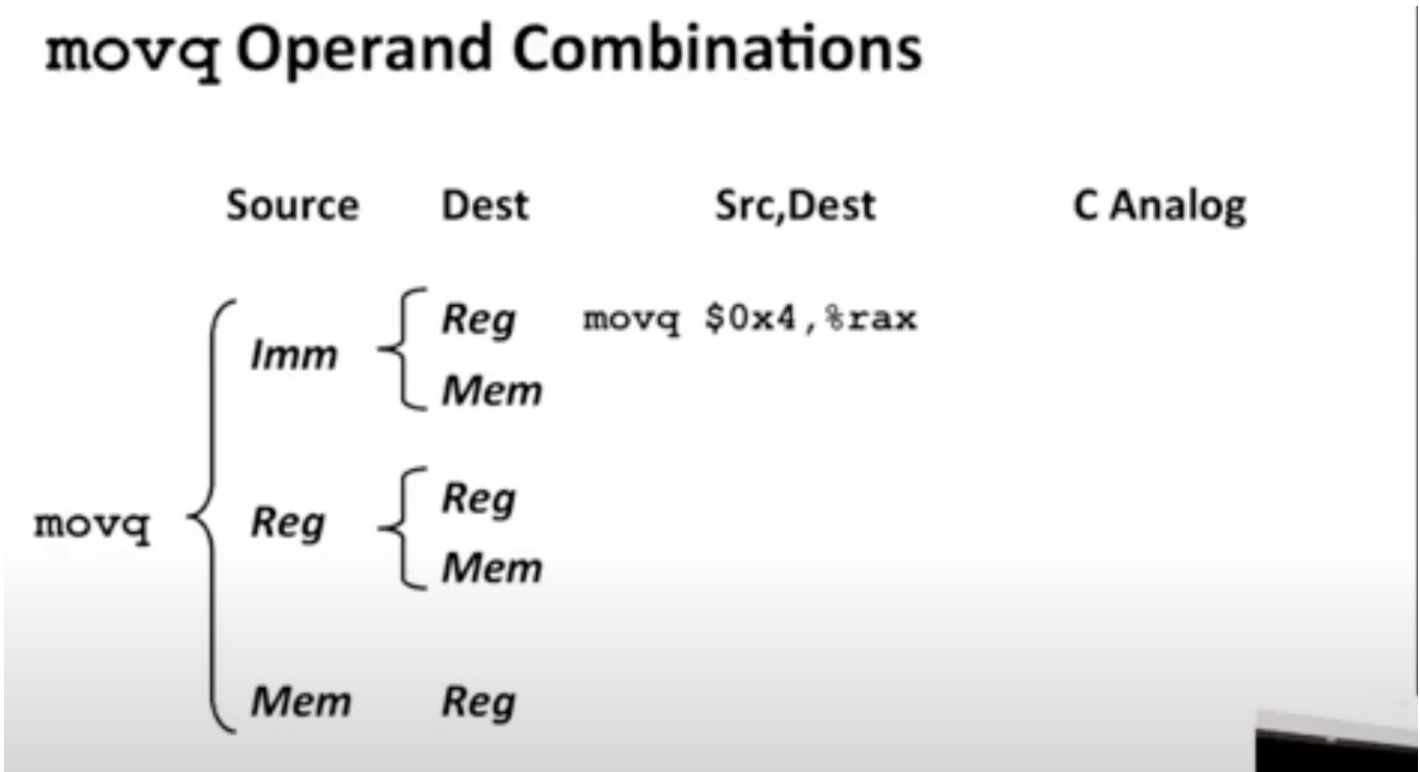 movq Operand Combinations
Source Dest Src,Dest C Analog
Imm
Reg movq $0x4,%rax
Mem
movq
Reg
Reg
Mem
Mem Reg